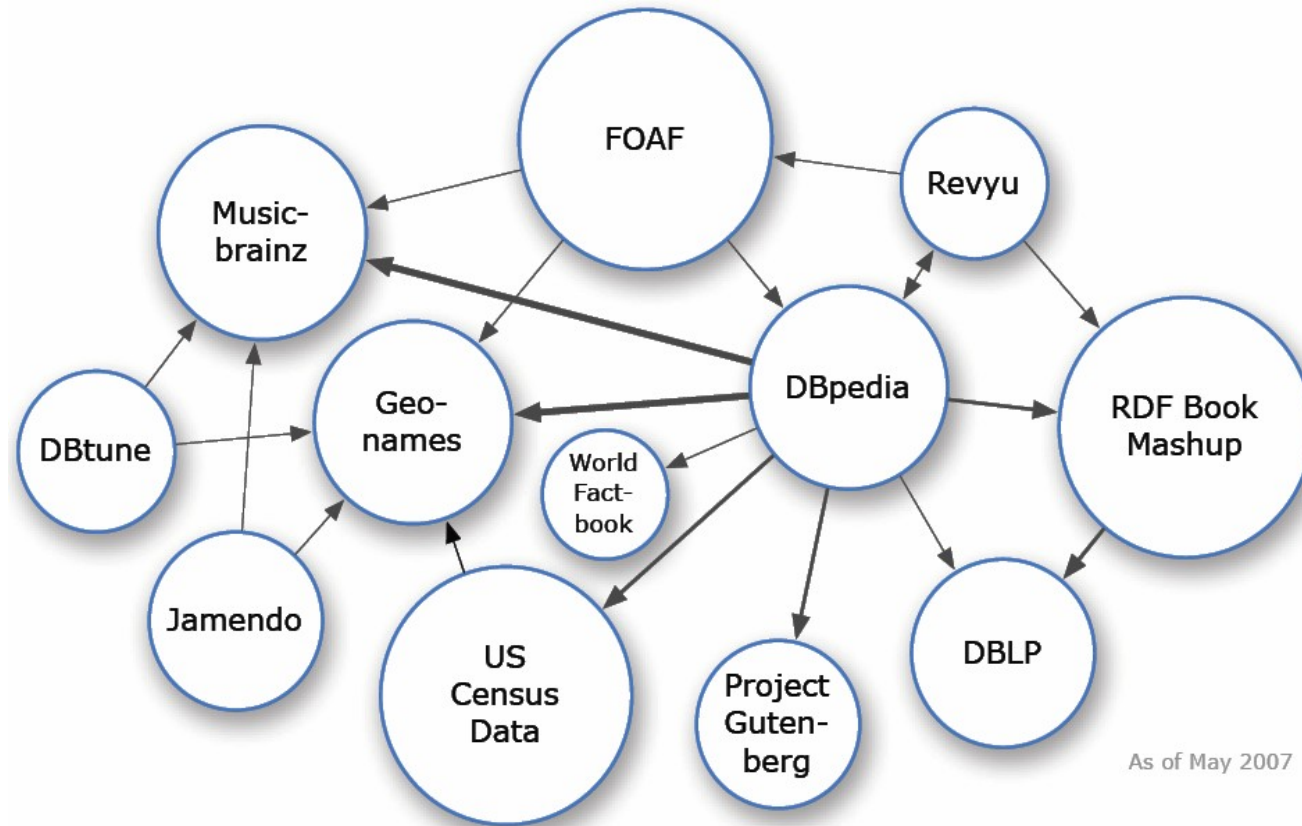 FOAF
Revyu
Music-
brainz
DBpedia
Geo-
names
RDF Book
Mashup
DBtune
World
Fact-
book
Jamendo
US
Census
Data
Project
Guten-
berg
DBLP
As of May 2007